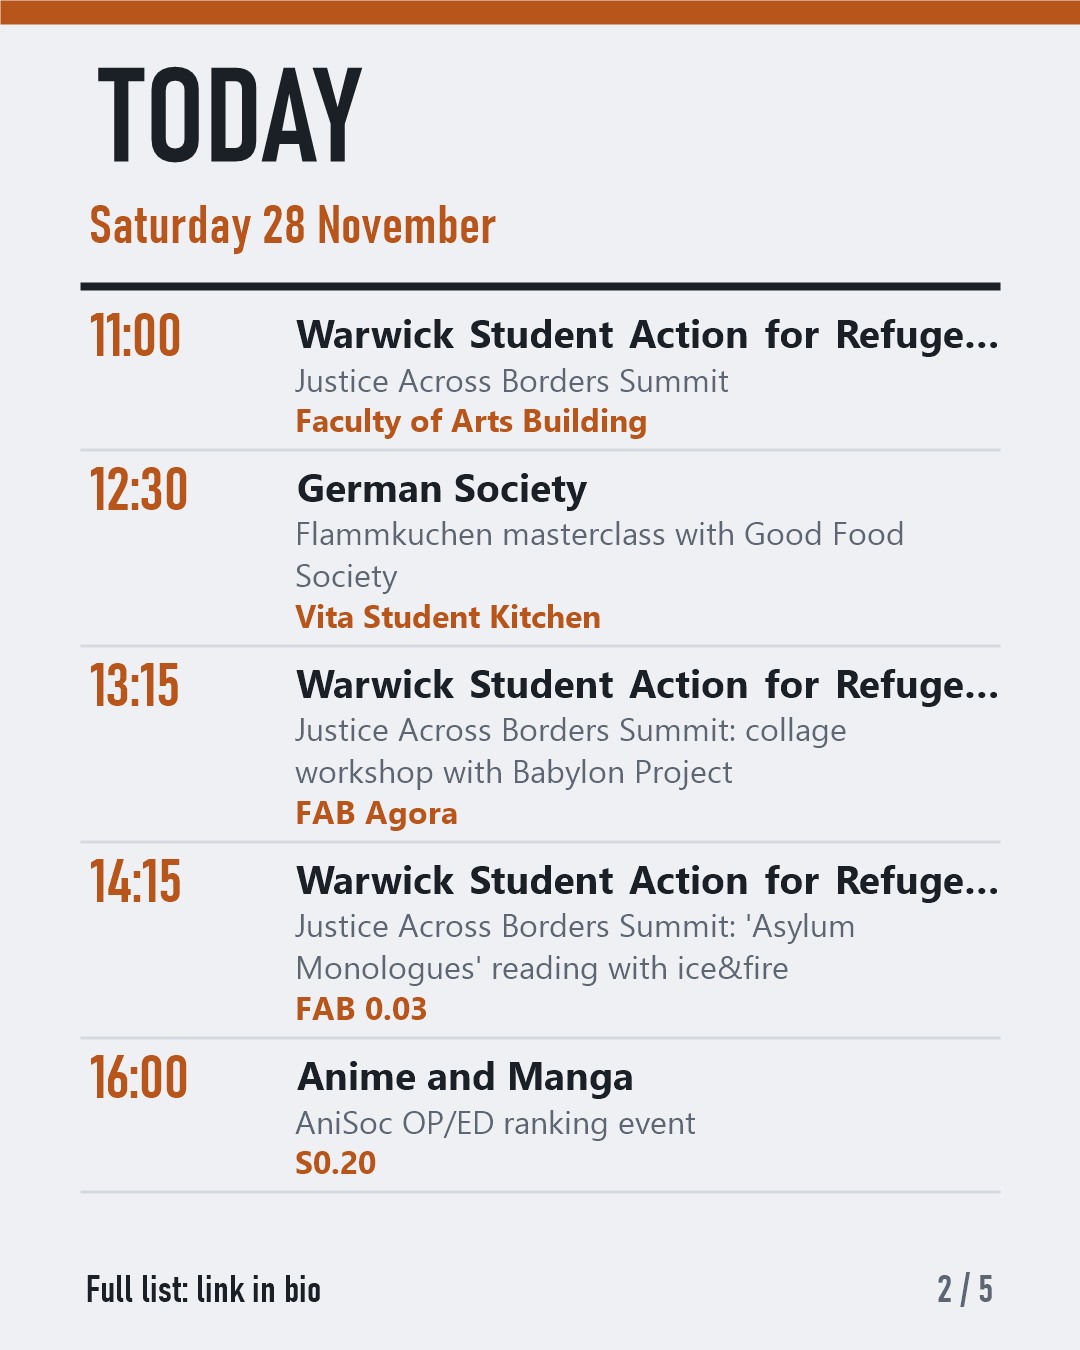 TODAY
Saturday 28 November
11:00
Warwick Student Action for Refuge...
Justice Across Borders Summit
Faculty of Arts Building
12:30
German Society
Flammkuchen masterclass with Good Food
Society
Vita Student Kitchen
13:15
Warwick Student Action for Refuge...
Justice Across Borders Summit: collage
workshop with Babylon Project
FAB Agora
14:15
Warwick Student Action for Refuge...
Justice Across Borders Summit: 'Asylum
Monologues' reading with ice&fire
FAB 0.03
16:00
Anime and Manga
AniSoc OP/ED ranking event
S0.20
Full list: link in bio
2 / 5